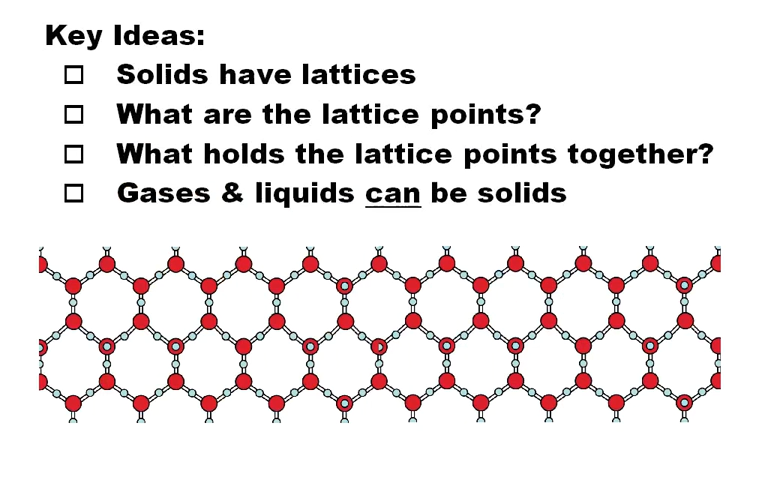 Key Ideas:
☐ Solids have lattices
☐ What are the lattice points?
☐ What holds the lattice points together?
☐ Gases & liquids can be solids